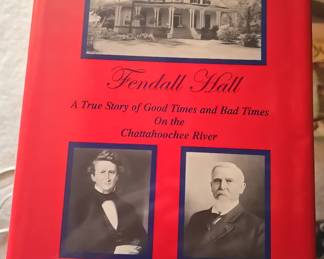 Fendall Hall
A True Story of Good Times and Bad Times
On the
Chattahoochee River